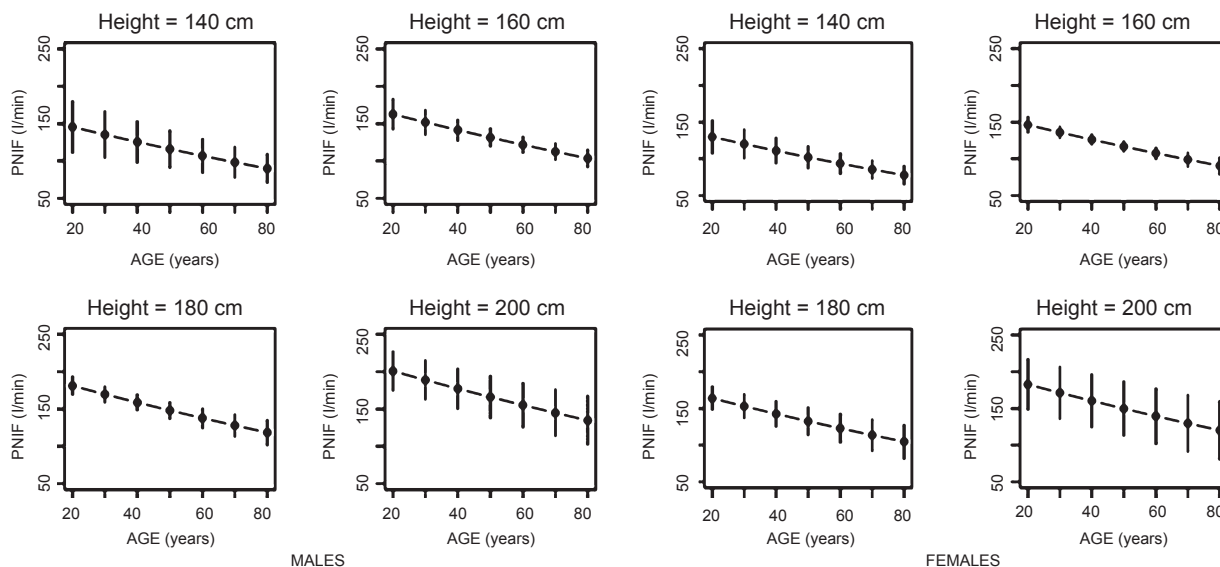 Height = 140 cm
PNIF (l/min)
250
150
50
20 40 60 80
AGE (years)
Height = 160 cm
PNIF (l/min)
250
150
50
20 40 60 80
AGE (years)
Height = 180 cm
PNIF (l/min)
250
150
50
20 40 60 80
AGE (years)
Height = 200 cm
PNIF (l/min)
250
150
50
20 40 60 80
AGE (years)
MALES
Height = 140 cm
PNIF (l/min)
250
150
50
20 40 60 80
AGE (years)
Height = 160 cm
PNIF (l/min)
250
150
50
20 40 60 80
AGE (years)
Height = 180 cm
PNIF (l/min)
250
150
50
20 40 60 80
AGE (years)
Height = 200 cm
PNIF (l/min)
250
150
50
20 40 60 80
AGE (years)
FEMALES